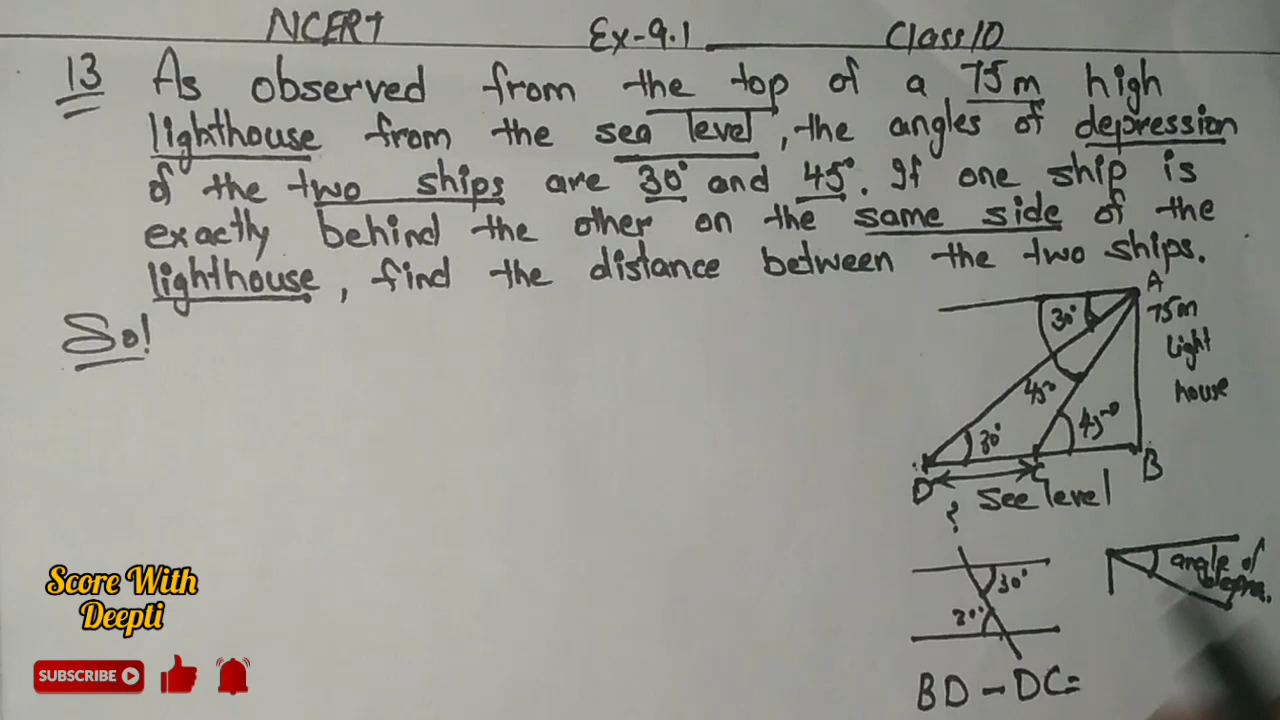 NCERT Ex-9.1 Class 10
13 As observed from the top of a 75m high
lighthouse from the sea level, the angles of depression
of the two ships are 30° and 45°. If one ship is
exactly behind the other on the same side of the
lighthouse, find the distance between the two ships.
Sol
A
30° 75m
Light
house
45°
30° 45°
D C B
? See level
30°
angle of
30°
BD - DC=
Score With
Deepti
SUBSCRIBE